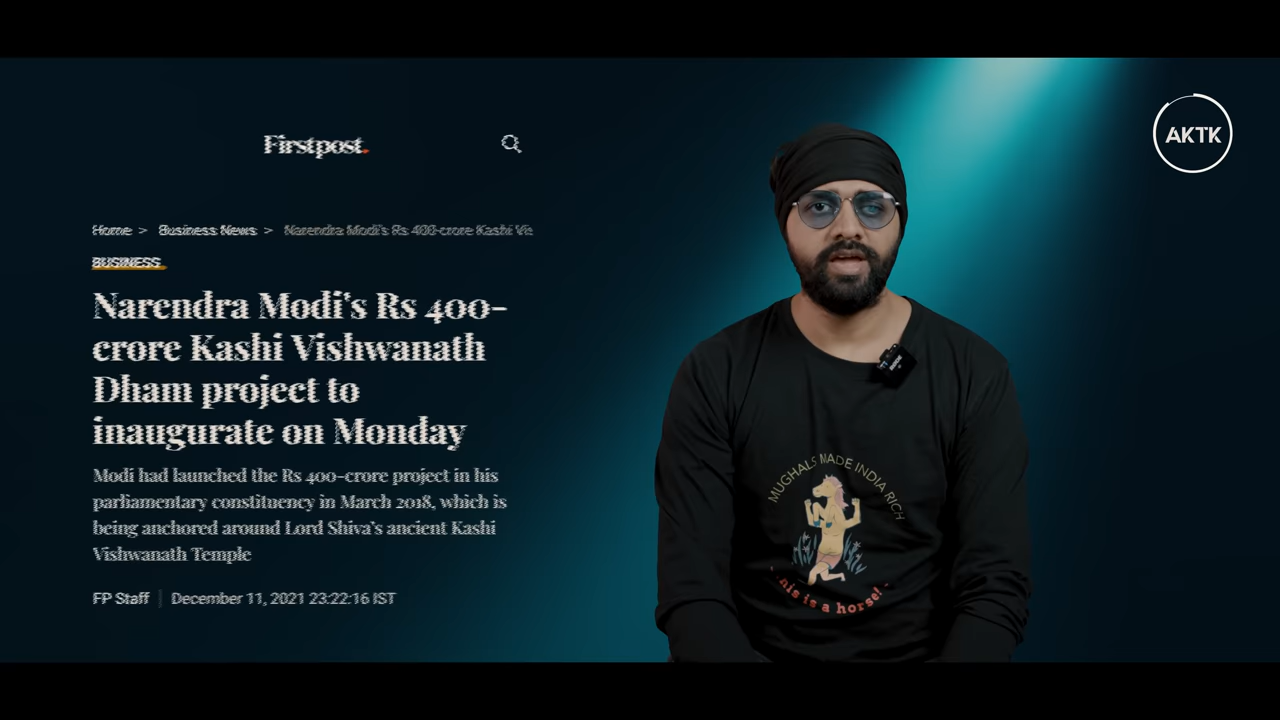 Firstpost.
AKTK
Home > Business News > Narendra Modi's Rs 400-crore Kashi Vis
BUSINESS
Narendra Modi's Rs 400-
crore Kashi Vishwanath
Dham project to
inaugurate on Monday
Modi had launched the Rs 400-crore project in his
parliamentary constituency in March 2018, which is
being anchored around Lord Shiva's ancient Kashi
Vishwanath Temple
FP Staff | December 11, 2021 23:22:16 IST
MUGHALS MADE INDIA RICH
is a horse!